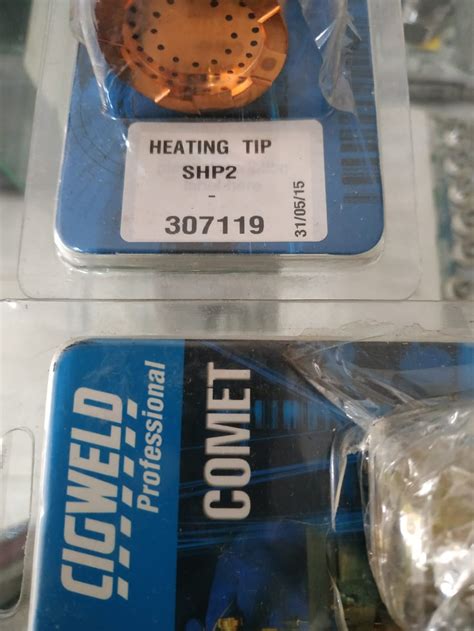 HEATING TIP
SHP2
-
307119
31/05/15
CIGWELD
Professional
COMET